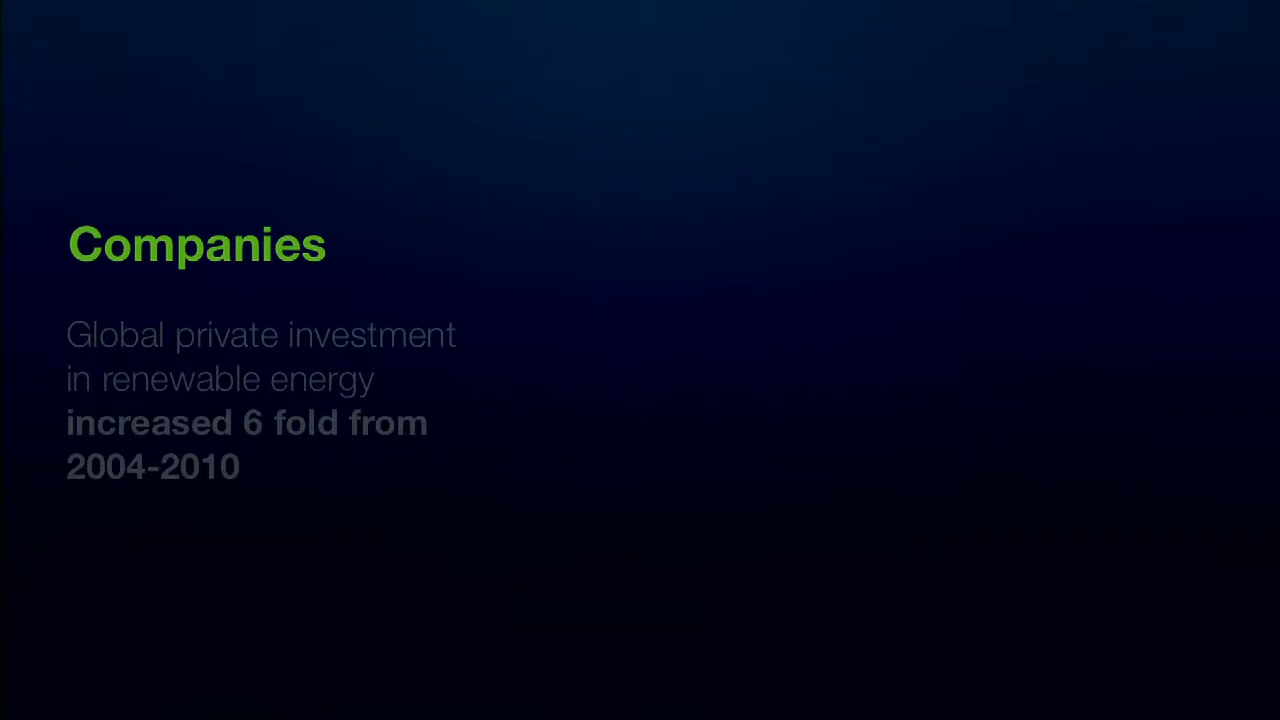 Companies
Global private investment
in renewable energy
increased 6 fold from
2004-2010